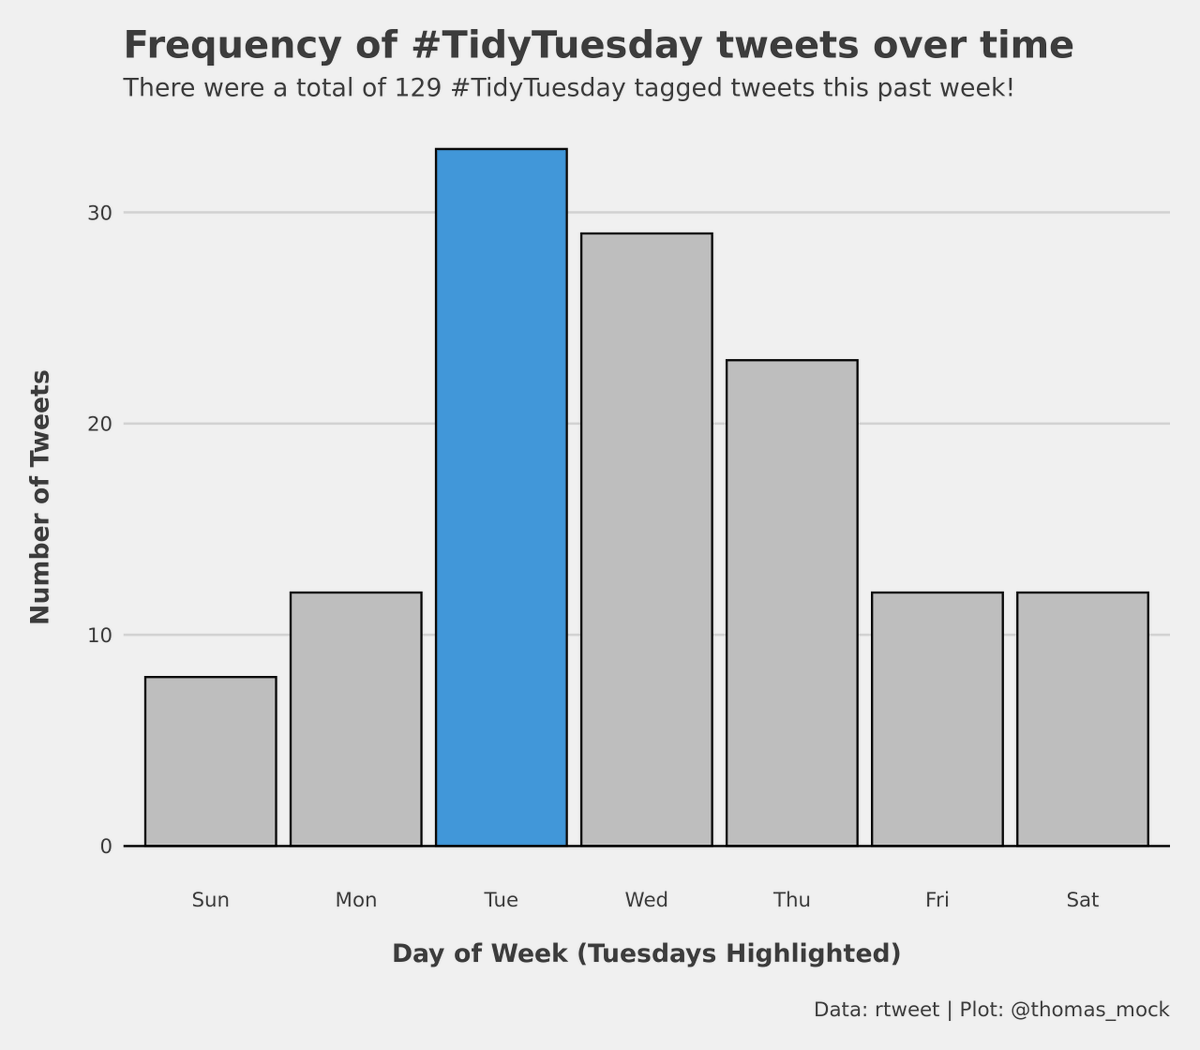 Frequency of #TidyTuesday tweets over time
There were a total of 129 #TidyTuesday tagged tweets this past week!
Number of Tweets
30
20
10
0
Sun Mon Tue Wed Thu Fri Sat
Day of Week (Tuesdays Highlighted)
Data: rtweet | Plot: @thomas_mock